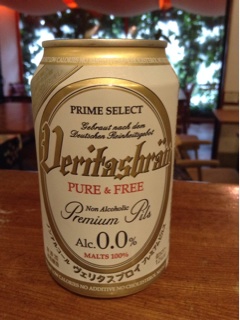 PRIME SELECT
Gebraut nach dem
Deutschen Reinheitsgebot
Veritasbräu
PURE & FREE
Non Alcoholic
Premium Pils
Alc. 0.0%
MALTS 100%
ヴェリタスブロイ